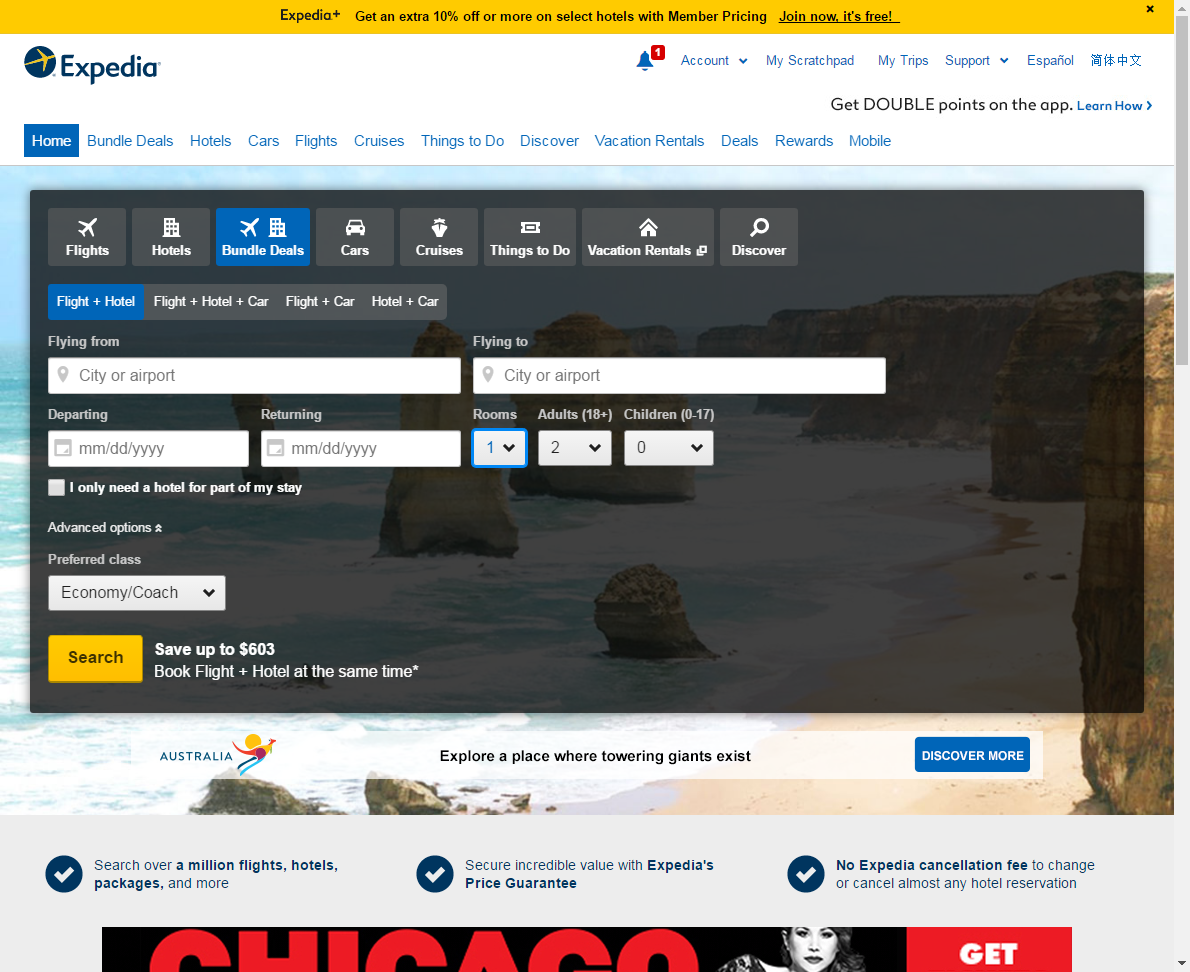 Expedia+ Get an extra 10% off or more on select hotels with Member Pricing Join now, it's free!
Expedia
1 Account My Scratchpad My Trips Support Español 简体中文
Get DOUBLE points on the app. Learn How
Home Bundle Deals Hotels Cars Flights Cruises Things to Do Discover Vacation Rentals Deals Rewards Mobile
Flights Hotels Bundle Deals Cars Cruises Things to Do Vacation Rentals Discover
Flight + Hotel Flight + Hotel + Car Flight + Car Hotel + Car
Flying from Flying to
City or airport City or airport
Departing Returning Rooms Adults (18+) Children (0-17)
mm/dd/yyyy mm/dd/yyyy 1 2 0
I only need a hotel for part of my stay
Advanced options
Preferred class
Economy/Coach
Search Save up to $603
Book Flight + Hotel at the same time*
AUSTRALIA Explore a place where towering giants exist DISCOVER MORE
Search over a million flights, hotels,
packages, and more
Secure incredible value with Expedia's
Price Guarantee
No Expedia cancellation fee to change
or cancel almost any hotel reservation
CHICAGO GET